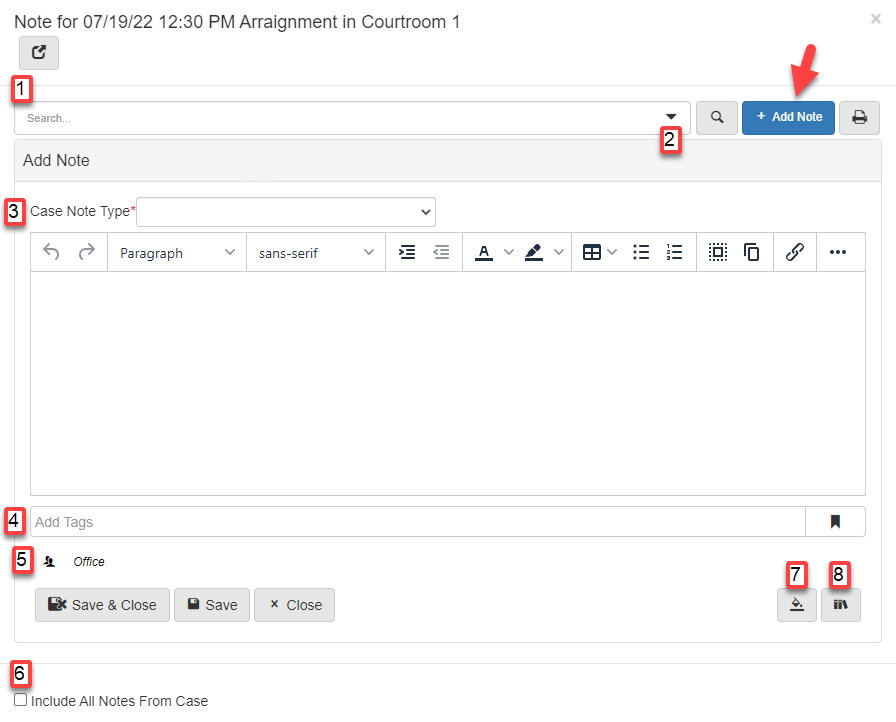 Note for 07/19/22 12:30 PM Arraignment in Courtroom 1
×
1
Search...
+ Add Note
2
Add Note
3 Case Note Type*
Paragraph sans-serif A
4 Add Tags
5 Office
7 8
Save & Close Save × Close
6
Include All Notes From Case